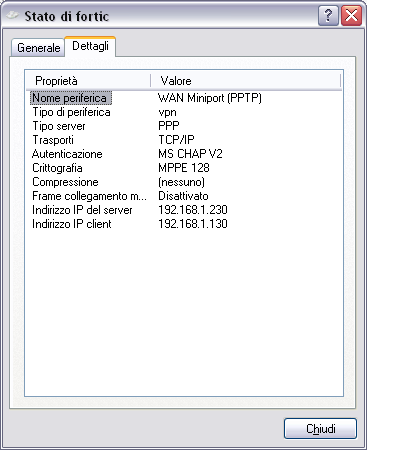 Stato di fortic
Generale
Dettagli
Proprietà Valore
Nome periferica WAN Miniport (PPTP)
Tipo di periferica vpn
Tipo server PPP
Trasporti TCP/IP
Autenticazione MS CHAP V2
Crittografia MPPE 128
Compressione (nessuno)
Frame collegamento m... Disattivato
Indirizzo IP del server 192.168.1.230
Indirizzo IP client 192.168.1.130
Chiudi